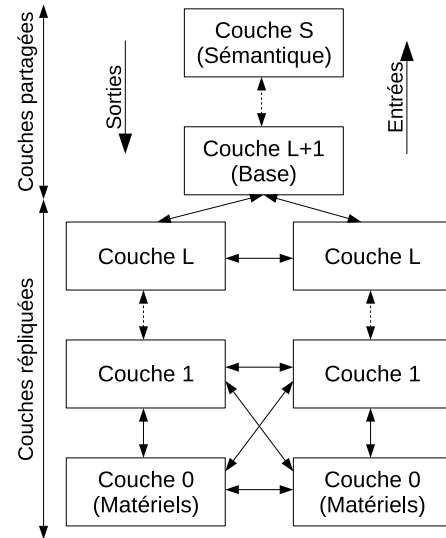 Couches partagées
Sorties
Couche S
(Sémantique)
Entrées
Couche L+1
(Base)
Couches répliquées
Couche L
Couche L
Couche 1
Couche 1
Couche 0
(Matériels)
Couche 0
(Matériels)